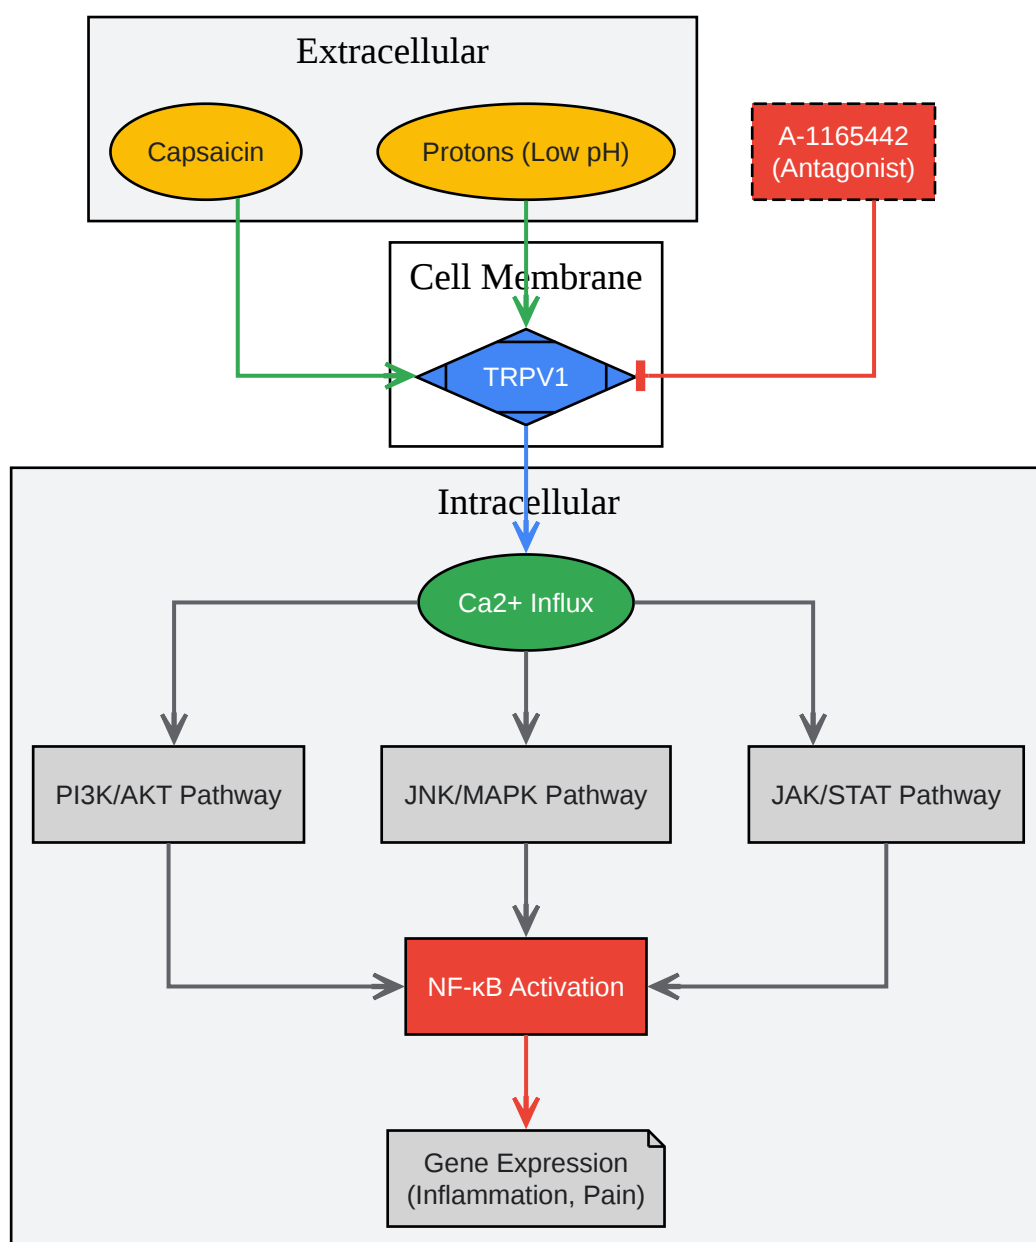 Extracellular
Capsaicin
Protons (Low pH)
A-1165442
(Antagonist)
Cell Membrane
TRPV1
Intracellular
Ca2+ Influx
PI3K/AKT Pathway
JNK/MAPK Pathway
JAK/STAT Pathway
NF-κB Activation
Gene Expression
(Inflammation, Pain)